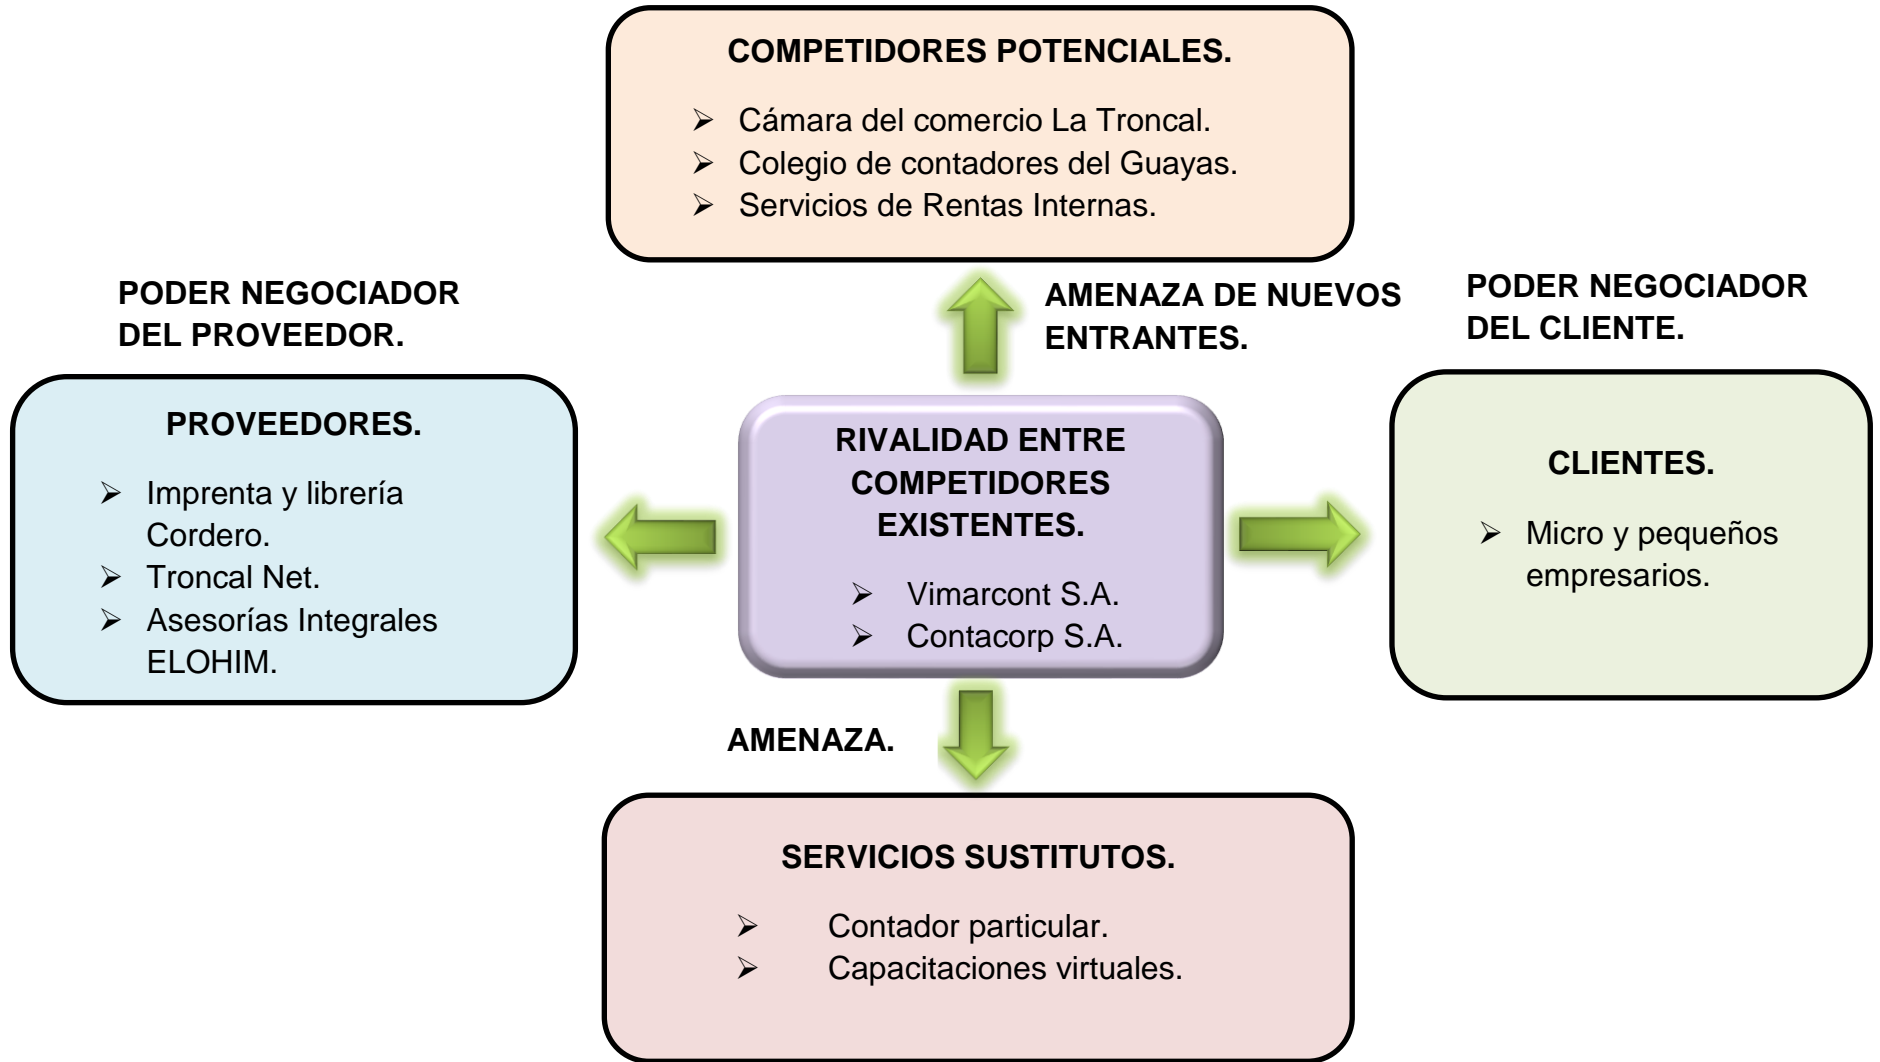 COMPETIDORES POTENCIALES.
➢ Cámara del comercio La Troncal.
➢ Colegio de contadores del Guayas.
➢ Servicios de Rentas Internas.
PODER NEGOCIADOR
DEL PROVEEDOR.
AMENAZA DE NUEVOS
ENTRANTES.
PODER NEGOCIADOR
DEL CLIENTE.
PROVEEDORES.
➢ Imprenta y librería
Cordero.
➢ Troncal Net.
➢ Asesorías Integrales
ELOHIM.
RIVALIDAD ENTRE
COMPETIDORES
EXISTENTES.
➢ Vimarcont S.A.
➢ Contacorp S.A.
CLIENTES.
➢ Micro y pequeños
empresarios.
AMENAZA.
SERVICIOS SUSTITUTOS.
➢ Contador particular.
➢ Capacitaciones virtuales.